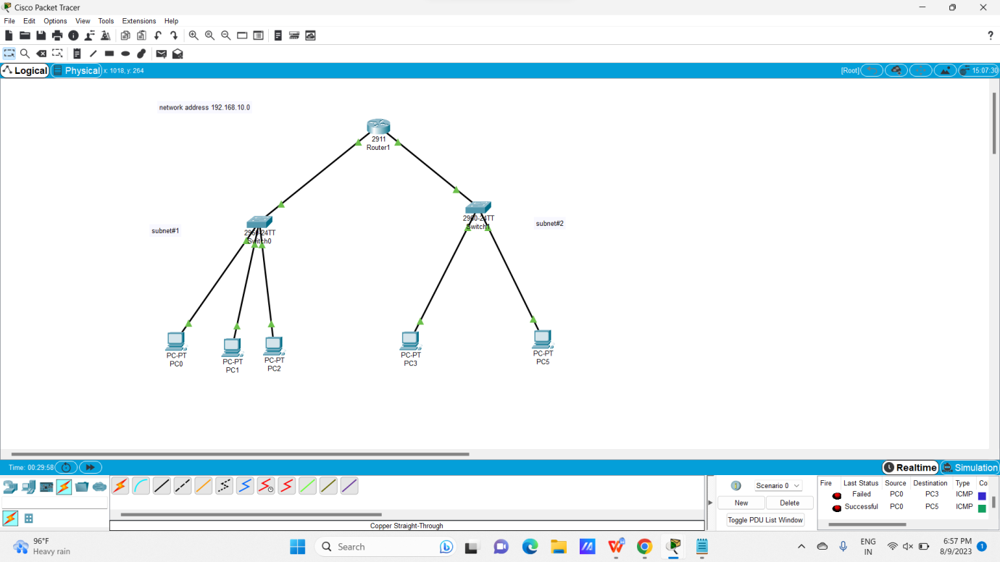 Cisco Packet Tracer
File Edit Options View Tools Extensions Help
?
Logical Physical x: 1018, y: 264 [Root] 15:07:30
network address 192.168.10.0
2911
Router1
2960-24TT
Switch1
subnet#2
subnet#1
2960-24TT
Switch0
PC-PT
PC0
PC-PT
PC1
PC-PT
PC2
PC-PT
PC3
PC-PT
PC5
Time: 00:29:58 Realtime Simulation
Scenario 0
New Delete
Toggle PDU List Window
Fire Last Status Source Destination Type Co
Failed PC0 PC3 ICMP
Successful PC0 PC5 ICMP
Copper Straight-Through
96°F
Heavy rain
Search
ENG
IN
6:57 PM
8/9/2023
1